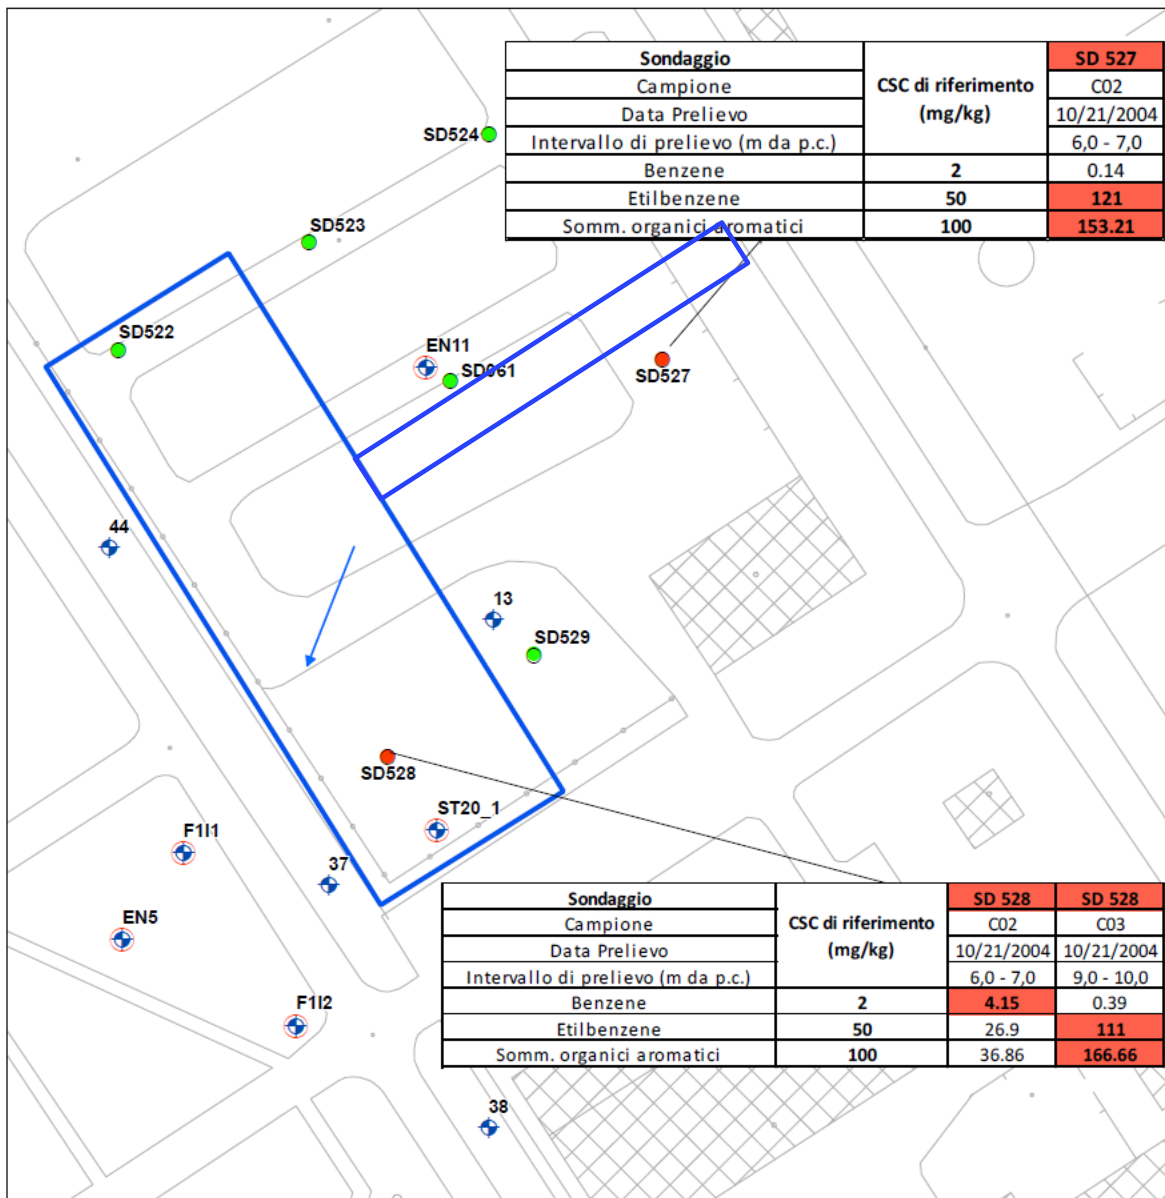 Sondaggio CSC di riferimento (mg/kg) SD 527
Campione C02
Data Prelievo 10/21/2004
Intervallo di prelievo (m da p.c.) 6,0 - 7,0
Benzene 2 0.14
Etilbenzene 50 121
Somm. organici aromatici 100 153.21
SD524
SD523
SD522
EN11
SD061
SD527
44
13
SD529
SD528
ST20_1
F1I1
37
EN5
F1I2
38
Sondaggio CSC di riferimento (mg/kg) SD 528 SD 528
Campione C02 C03
Data Prelievo 10/21/2004 10/21/2004
Intervallo di prelievo (m da p.c.) 6,0 - 7,0 9,0 - 10,0
Benzene 2 4.15 0.39
Etilbenzene 50 26.9 111
Somm. organici aromatici 100 36.86 166.66